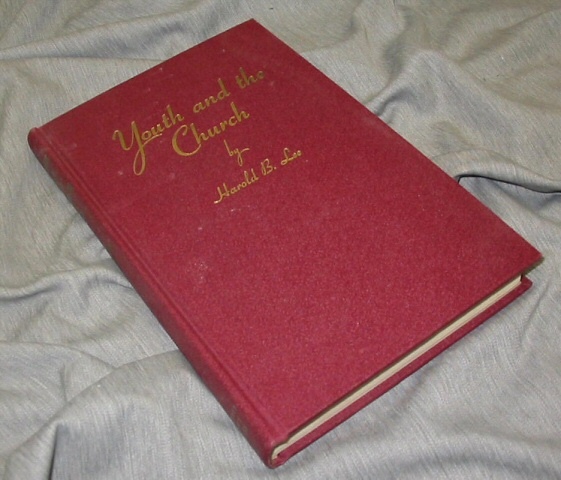 Youth and the
Church
by
Harold B. Lee